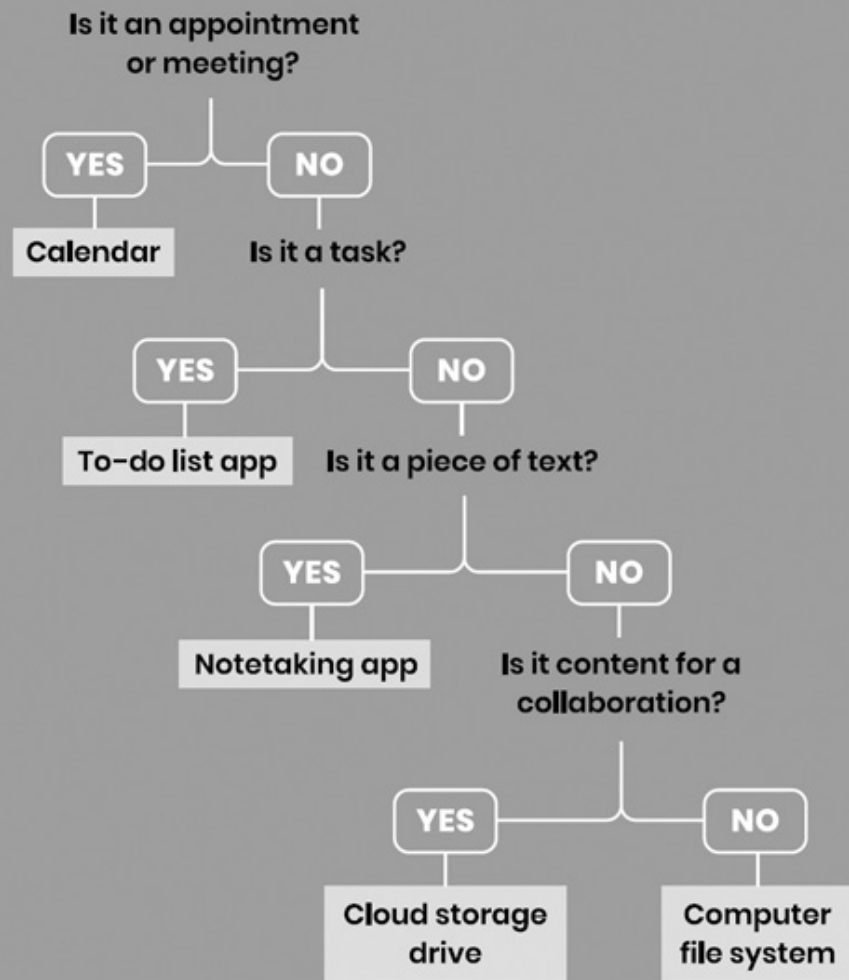 Is it an appointment
or meeting?
YES
NO
Calendar
Is it a task?
YES
NO
To-do list app
Is it a piece of text?
YES
NO
Notetaking app
Is it content for a
collaboration?
YES
NO
Cloud storage
drive
Computer
file system